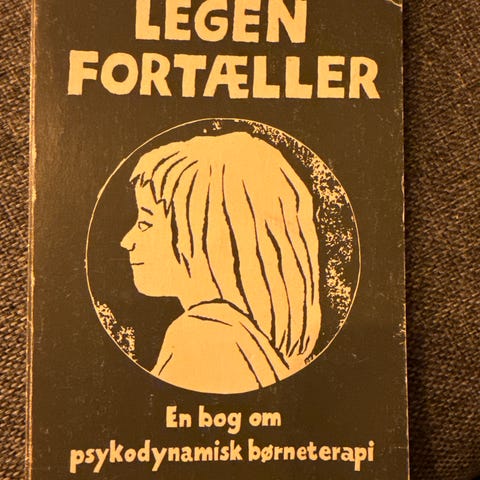 LEGEN
FORTÆLLER
En bog om
psykodynamisk børneterapi